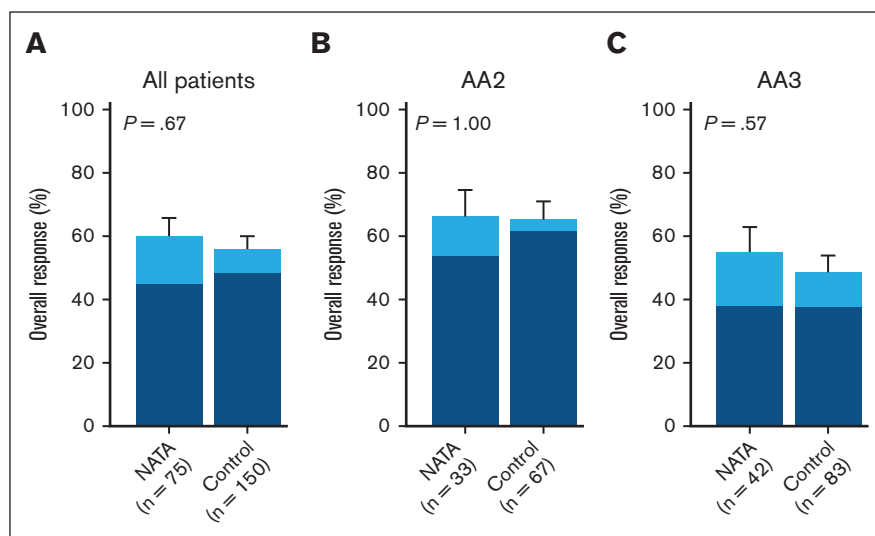 A
All patients
P = .67
Overall response (%)
100
80
60
40
20
0
NATA
(n = 75)
Control
(n = 150)
B
AA2
P = 1.00
Overall response (%)
100
80
60
40
20
0
NATA
(n = 33)
Control
(n = 67)
C
AA3
P = .57
Overall response (%)
100
80
60
40
20
0
NATA
(n = 42)
Control
(n = 83)